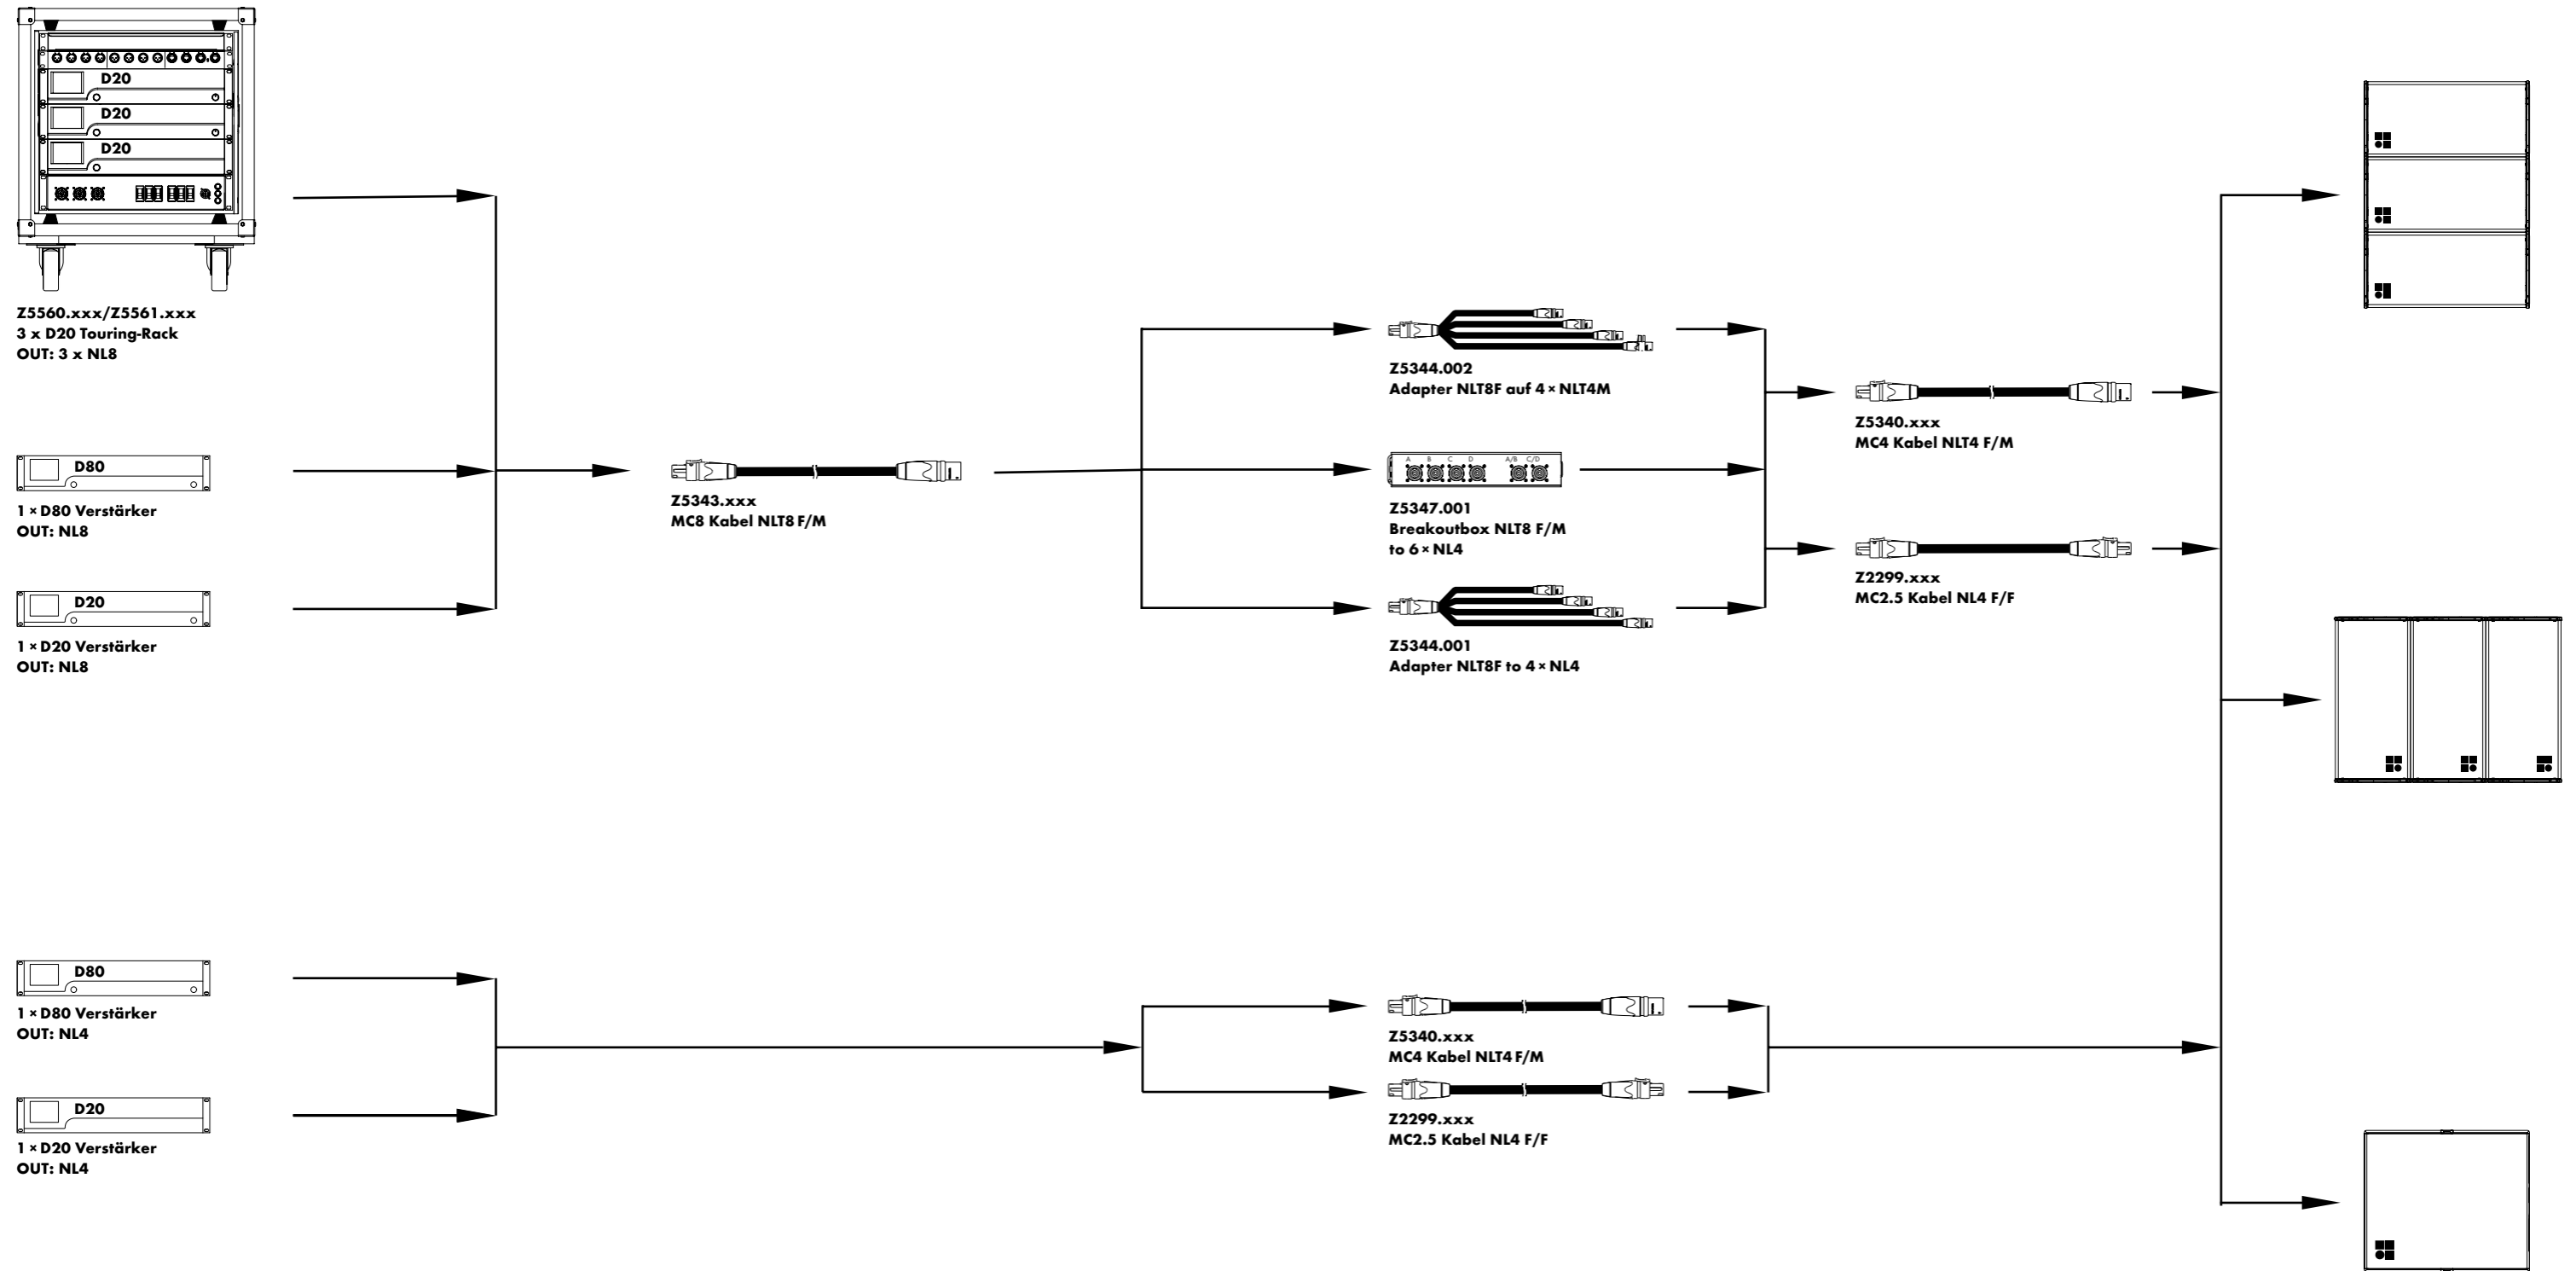 D20
D20
D20
Z5560.xxx/Z5561.xxx
3 x D20 Touring-Rack
OUT: 3 x NL8
D80
1 × D80 Verstärker
OUT: NL8
D20
1 × D20 Verstärker
OUT: NL8
Z5343.xxx
MC8 Kabel NLT8 F/M
Z5344.002
Adapter NLT8F auf 4 × NLT4M
A B C D A/B C/D
Z5347.001
Breakoutbox NLT8 F/M
to 6 × NL4
Z5344.001
Adapter NLT8F to 4 × NL4
Z5340.xxx
MC4 Kabel NLT4 F/M
Z2299.xxx
MC2.5 Kabel NL4 F/F
D80
1 × D80 Verstärker
OUT: NL4
D20
1 × D20 Verstärker
OUT: NL4
Z5340.xxx
MC4 Kabel NLT4 F/M
Z2299.xxx
MC2.5 Kabel NL4 F/F